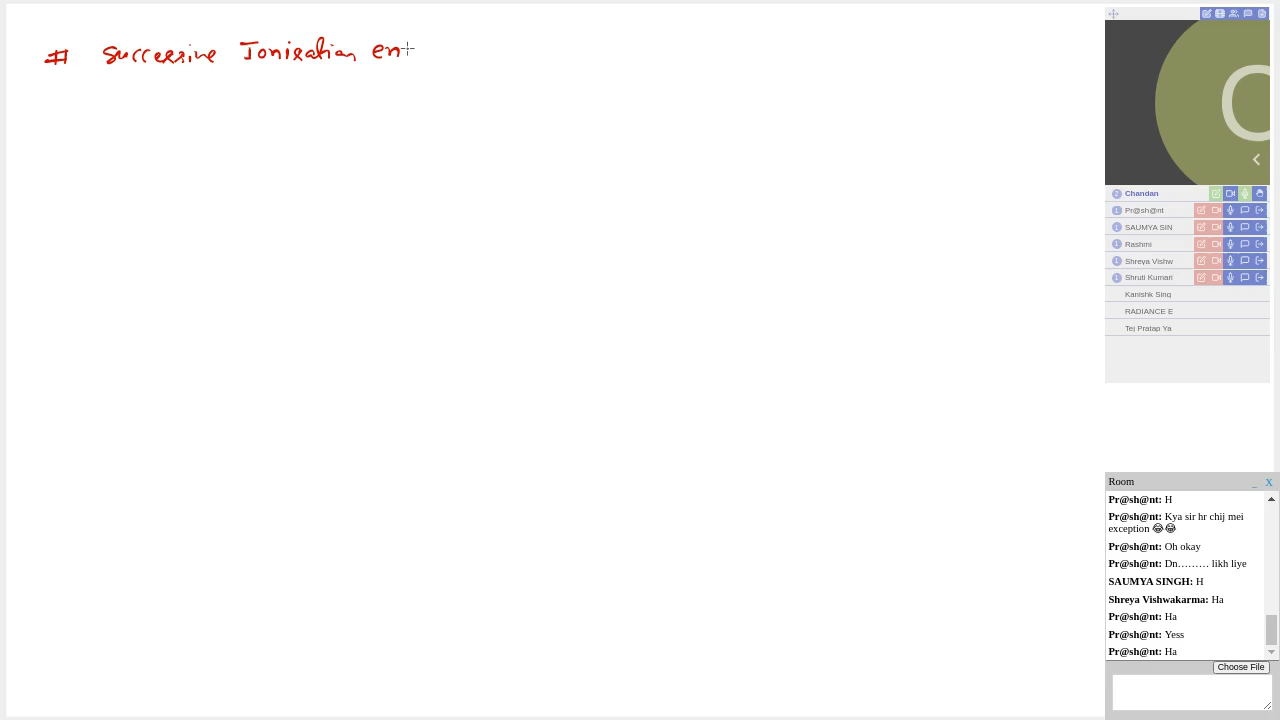 # Successive Ionisation en
C
Chandan
Pr@sh@nt
SAUMYA SIN
Rashmi
Shreya Vishw
Shruti Kumari
Kanishk Sing
RADIANCE E
Tej Pratap Ya
Room _ X
Pr@sh@nt: H
Pr@sh@nt: Kya sir hr chij mei
exception 😂😂
Pr@sh@nt: Oh okay
Pr@sh@nt: Dn……… likh liye
SAUMYA SINGH: H
Shreya Vishwakarma: Ha
Pr@sh@nt: Ha
Pr@sh@nt: Yess
Pr@sh@nt: Ha
Choose File